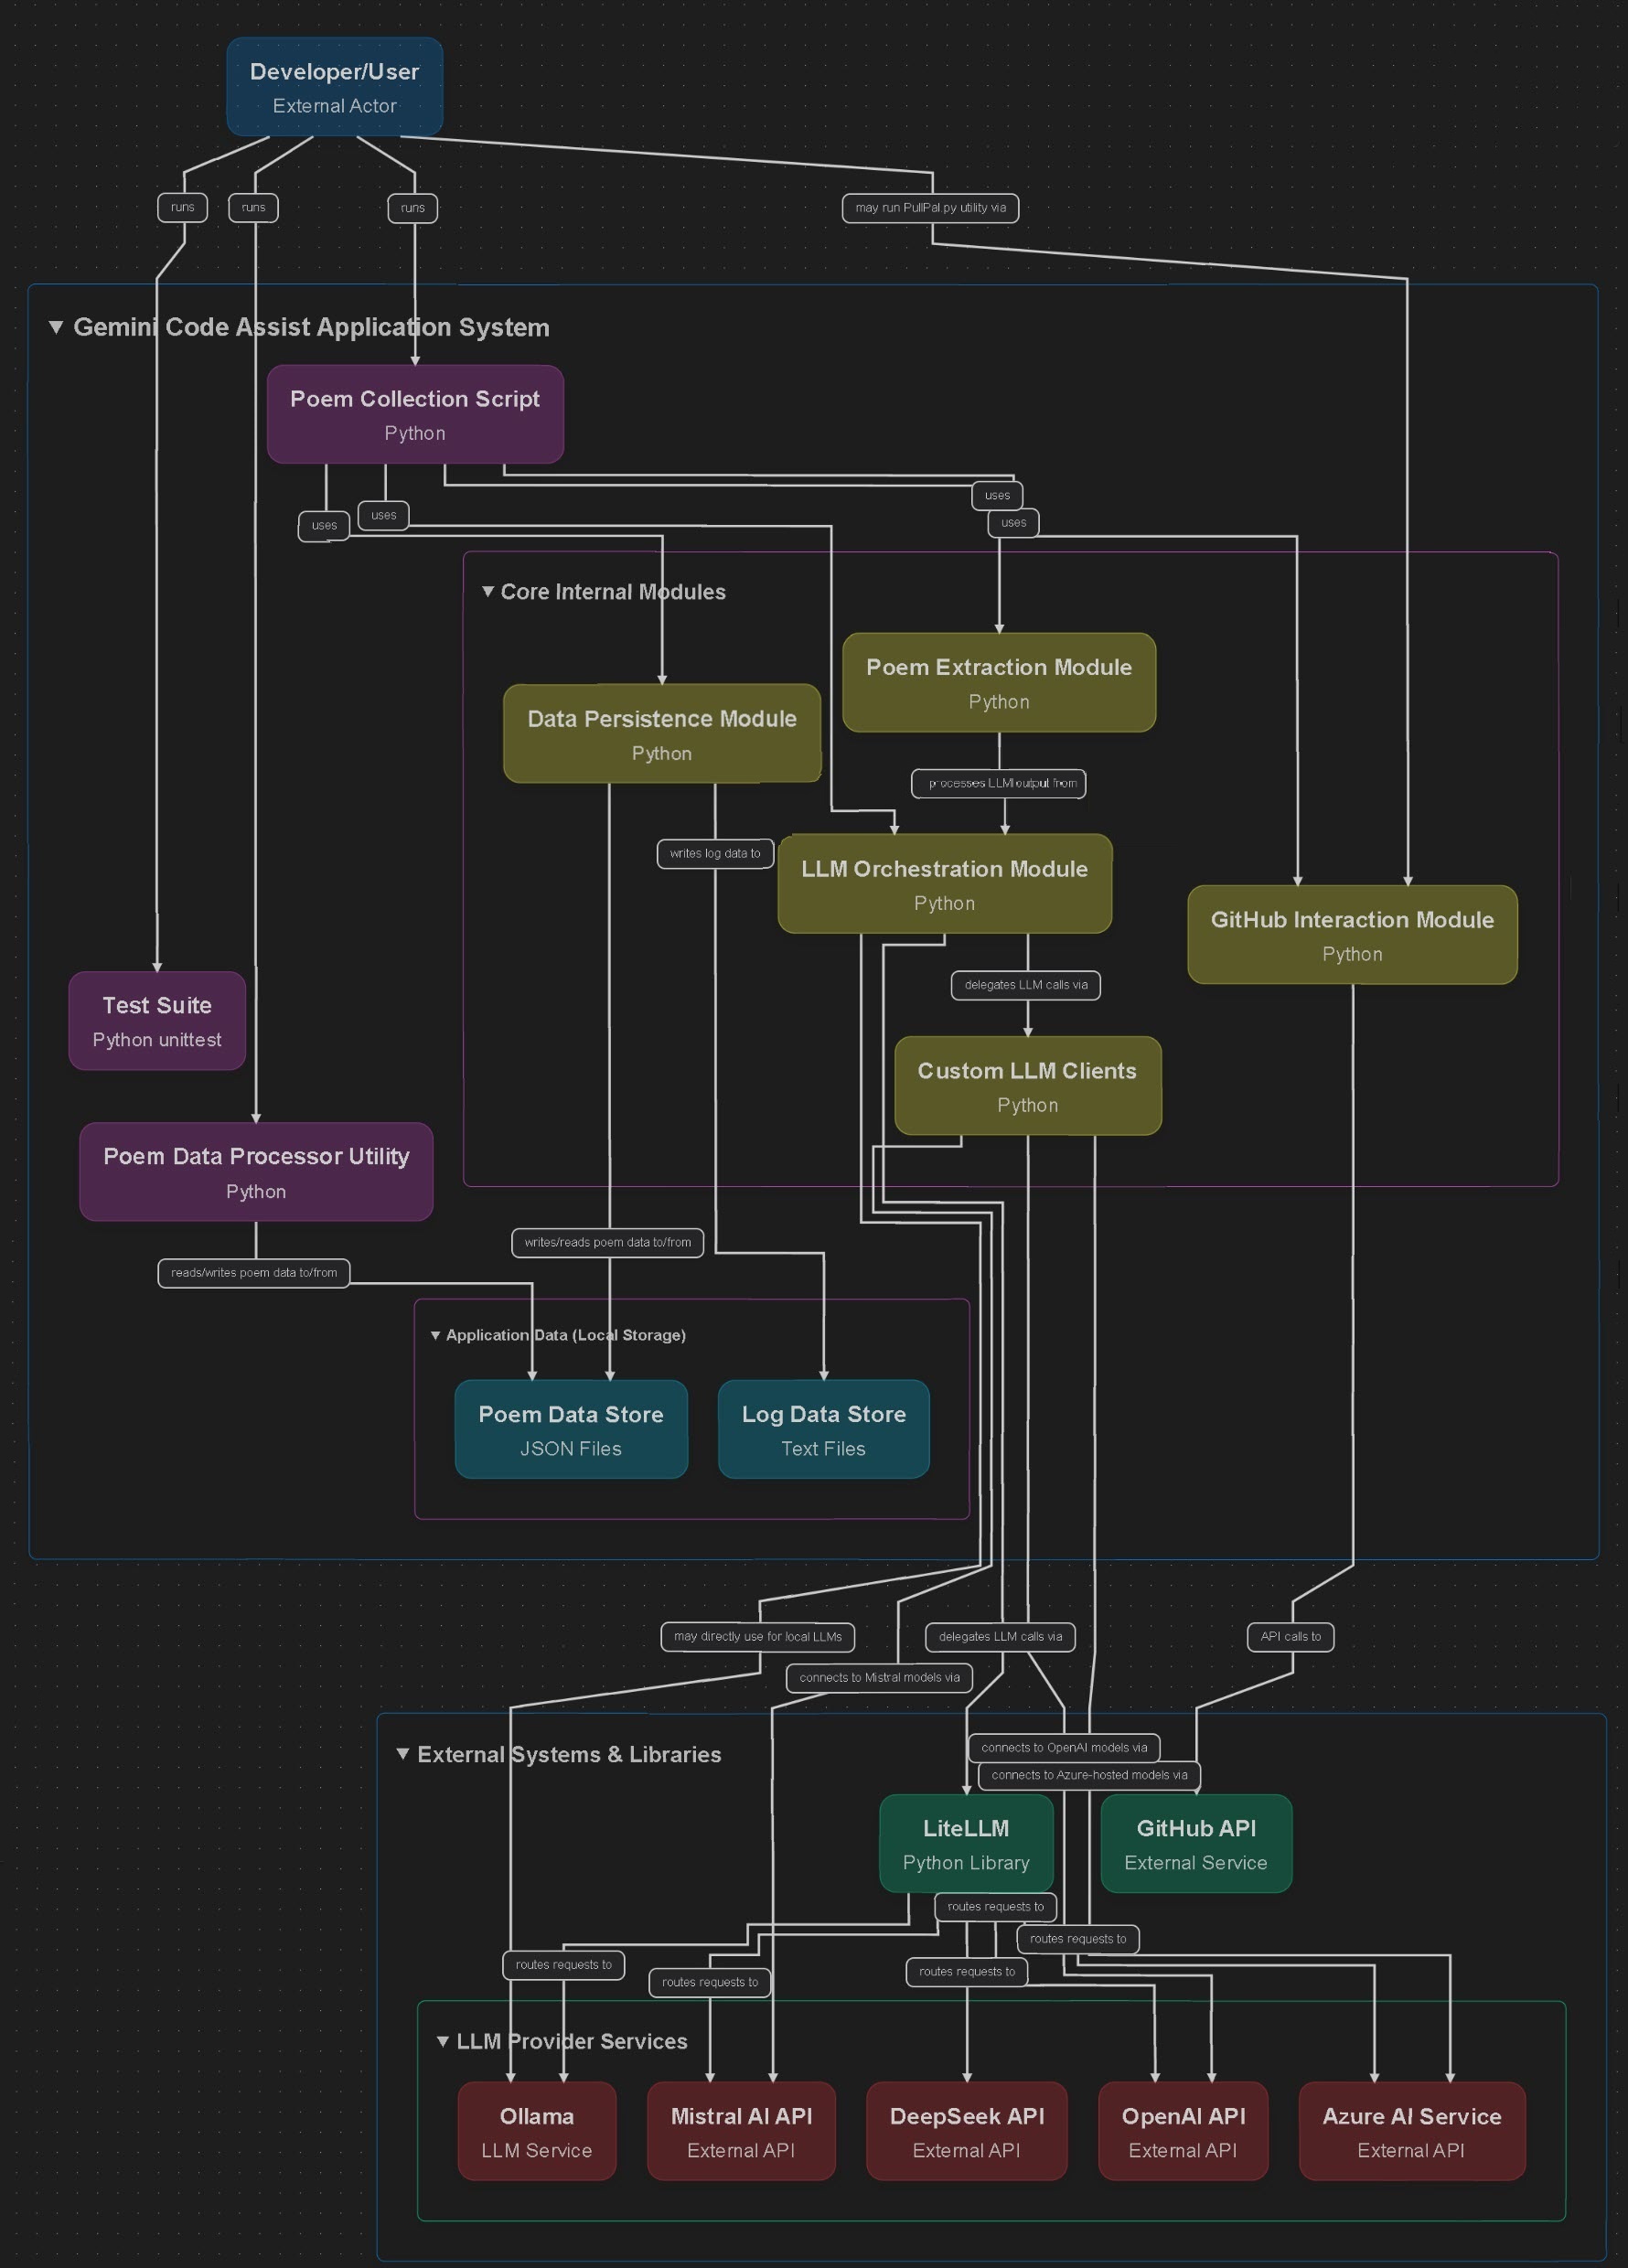 Developer/User
External Actor
runs
runs
runs
may run PullPal.py utility via
Gemini Code Assist Application System
Poem Collection Script
Python
uses
uses
uses
uses
Core Internal Modules
Poem Extraction Module
Python
Data Persistence Module
Python
processes LLM output from
writes log data to
LLM Orchestration Module
Python
GitHub Interaction Module
Python
delegates LLM calls via
Test Suite
Python unittest
Custom LLM Clients
Python
Poem Data Processor Utility
Python
writes/reads poem data to/from
reads/writes poem data to/from
Application Data (Local Storage)
Poem Data Store
JSON Files
Log Data Store
Text Files
may directly use for local LLMs
delegates LLM calls via
API calls to
connects to Mistral models via
External Systems & Libraries
connects to OpenAI models via
connects to Azure-hosted models via
LiteLLM
Python Library
GitHub API
External Service
routes requests to
routes requests to
routes requests to
routes requests to
routes requests to
LLM Provider Services
Ollama
LLM Service
Mistral AI API
External API
DeepSeek API
External API
OpenAI API
External API
Azure AI Service
External API